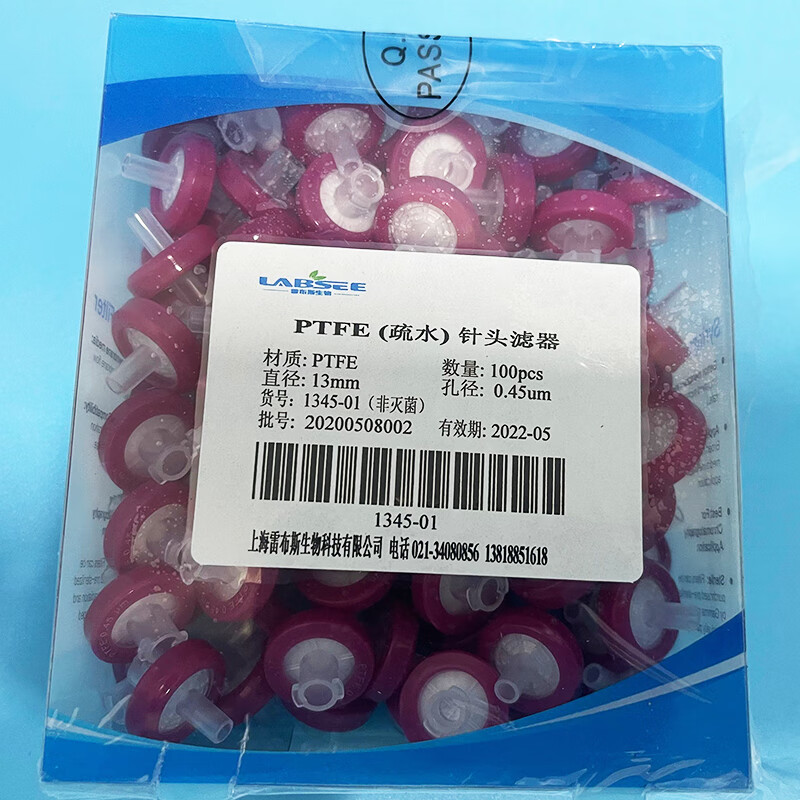 PASS
LABSEE
雷布斯生物
PTFE (疏水) 针头滤器
材质: PTFE 数量: 100pcs
直径: 13mm 孔径: 0.45um
货号: 1345-01 (非灭菌)
批号: 20200508002 有效期: 2022-05
1345-01
上海雷布斯生物科技有限公司 电话 021-34080856 13818851618